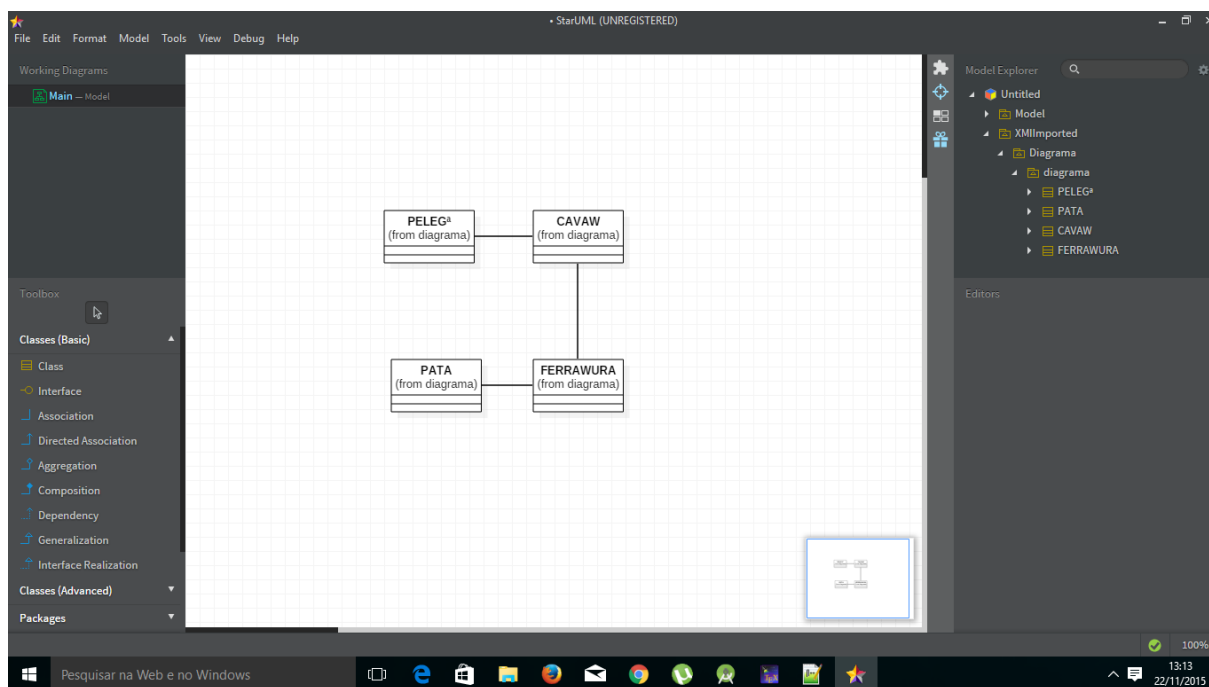 • StarUML (UNREGISTERED)
File Edit Format Model Tools View Debug Help
Working Diagrams
Main — Model
Toolbox
Classes (Basic)
Class
Interface
Association
Directed Association
Aggregation
Composition
Dependency
Generalization
Interface Realization
Classes (Advanced)
Packages
PELEGª
(from diagrama)
CAVAW
(from diagrama)
PATA
(from diagrama)
FERRAWURA
(from diagrama)
Model Explorer
Untitled
Model
XMIImported
Diagrama
diagrama
PELEGª
PATA
CAVAW
FERRAWURA
Editors
100%
Pesquisar na Web e no Windows
13:13
22/11/2015